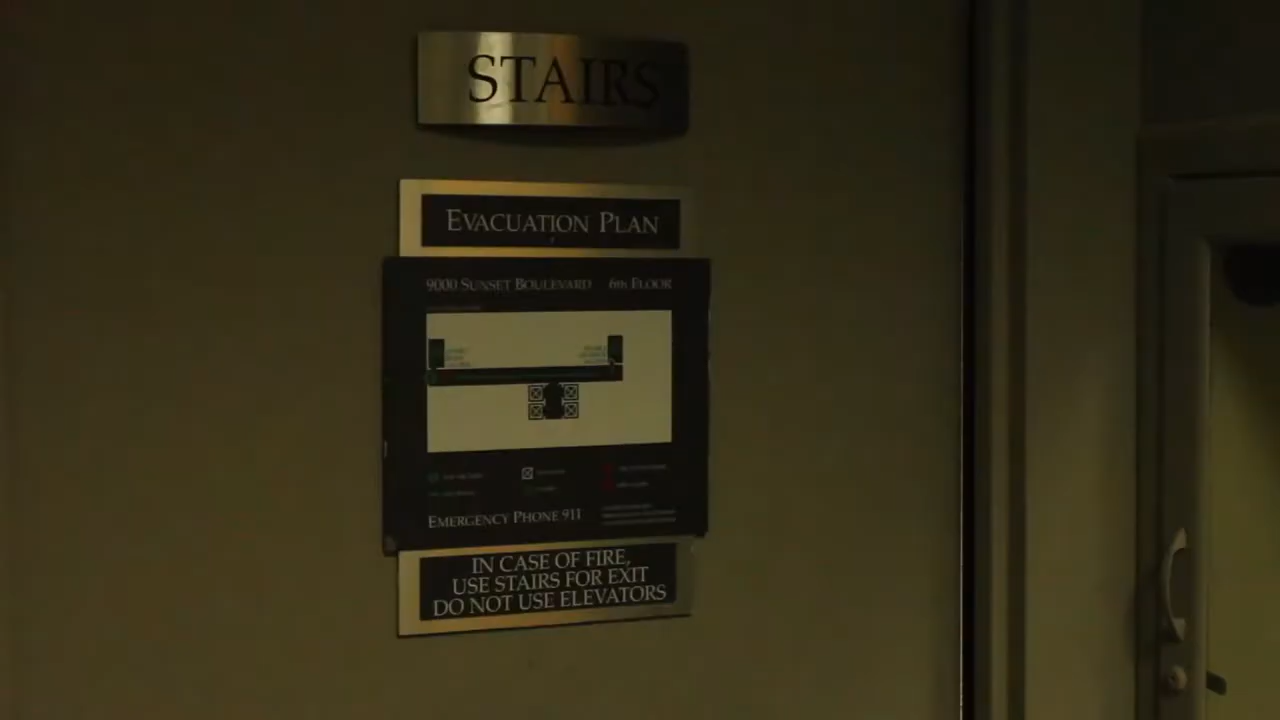 STAIRS
EVACUATION PLAN
9000 SUNSET BOULEVARD 6th FLOOR
EMERGENCY PHONE 911
IN CASE OF FIRE,
USE STAIRS FOR EXIT
DO NOT USE ELEVATORS